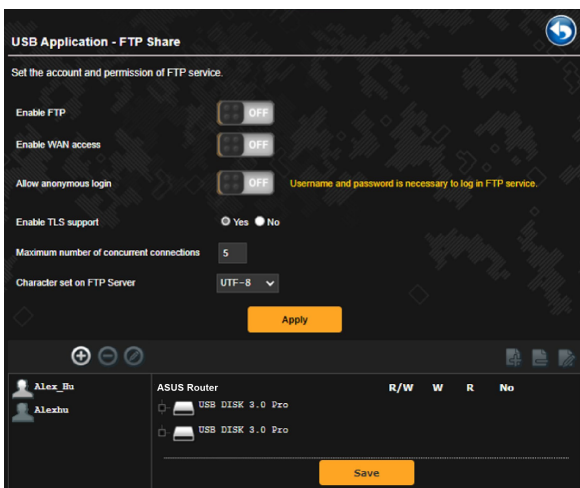 USB Application - FTP Share
Set the account and permission of FTP service.
Enable FTP OFF
Enable WAN access OFF
Allow anonymous login OFF Username and password is necessary to log in FTP service.
Enable TLS support Yes No
Maximum number of concurrent connections 5
Character set on FTP Server UTF-8
Apply
Alex_Hu
Alexhu
ASUS Router R/W W R No
USB DISK 3.0 Pro
USB DISK 3.0 Pro
Save